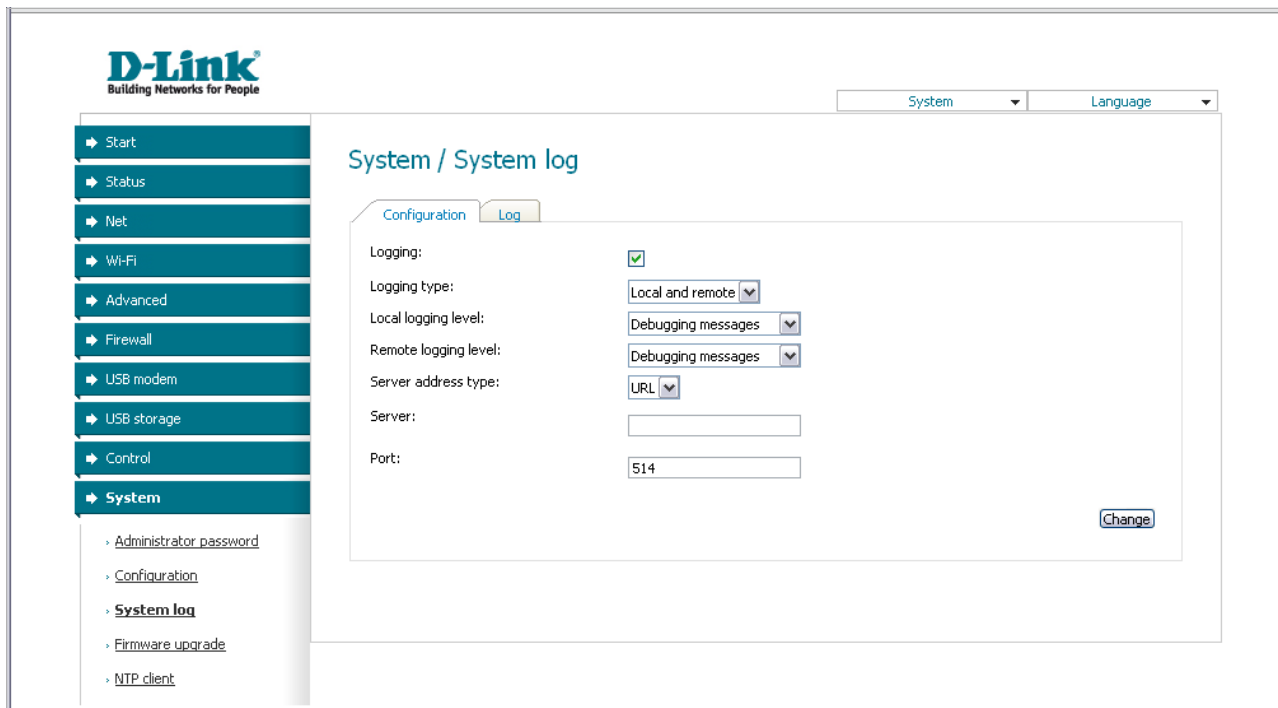 D-Link
Building Networks for People
System
Language
Start
Status
Net
Wi-Fi
Advanced
Firewall
USB modem
USB storage
Control
System
Administrator password
Configuration
System log
Firmware upgrade
NTP client
System / System log
Configuration
Log
Logging:
Logging type: Local and remote
Local logging level: Debugging messages
Remote logging level: Debugging messages
Server address type: URL
Server:
Port: 514
Change